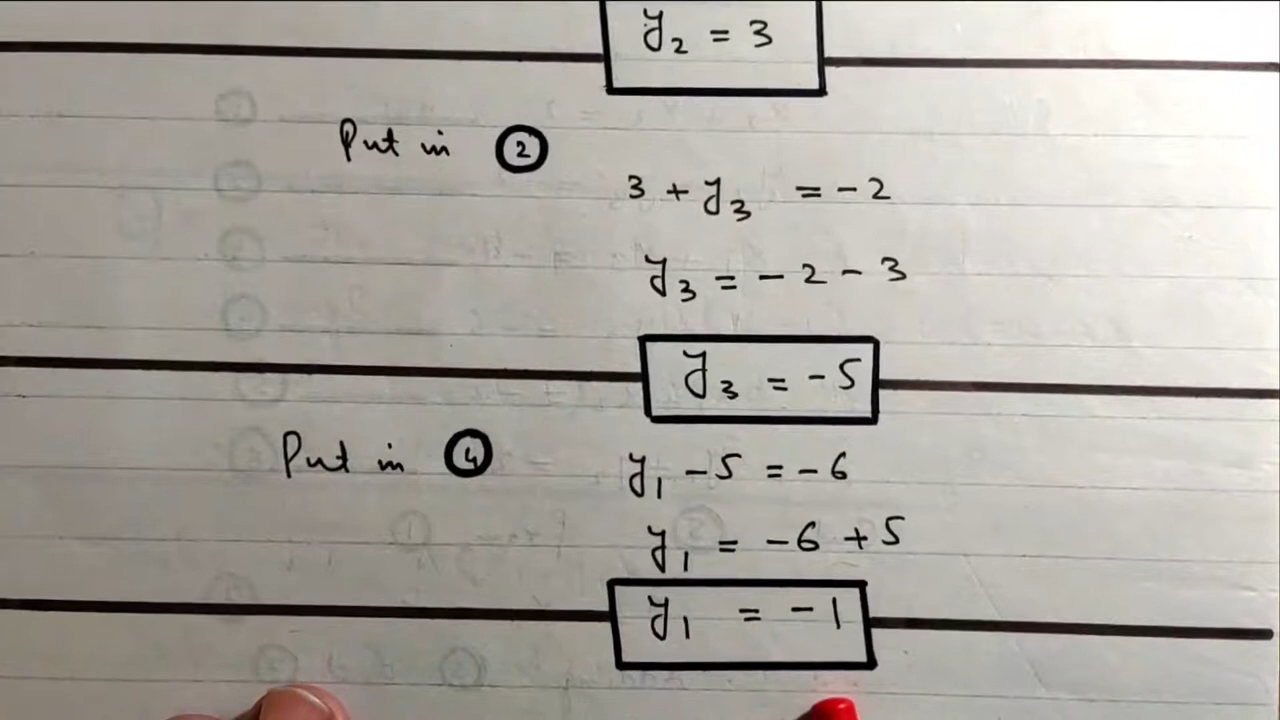 y₂ = 3
Put in ②
3 + y₃ = -2
y₃ = -2 - 3
y₃ = -5
Put in ④ y₁ - 5 = -6
y₁ = -6 + 5
y₁ = -1